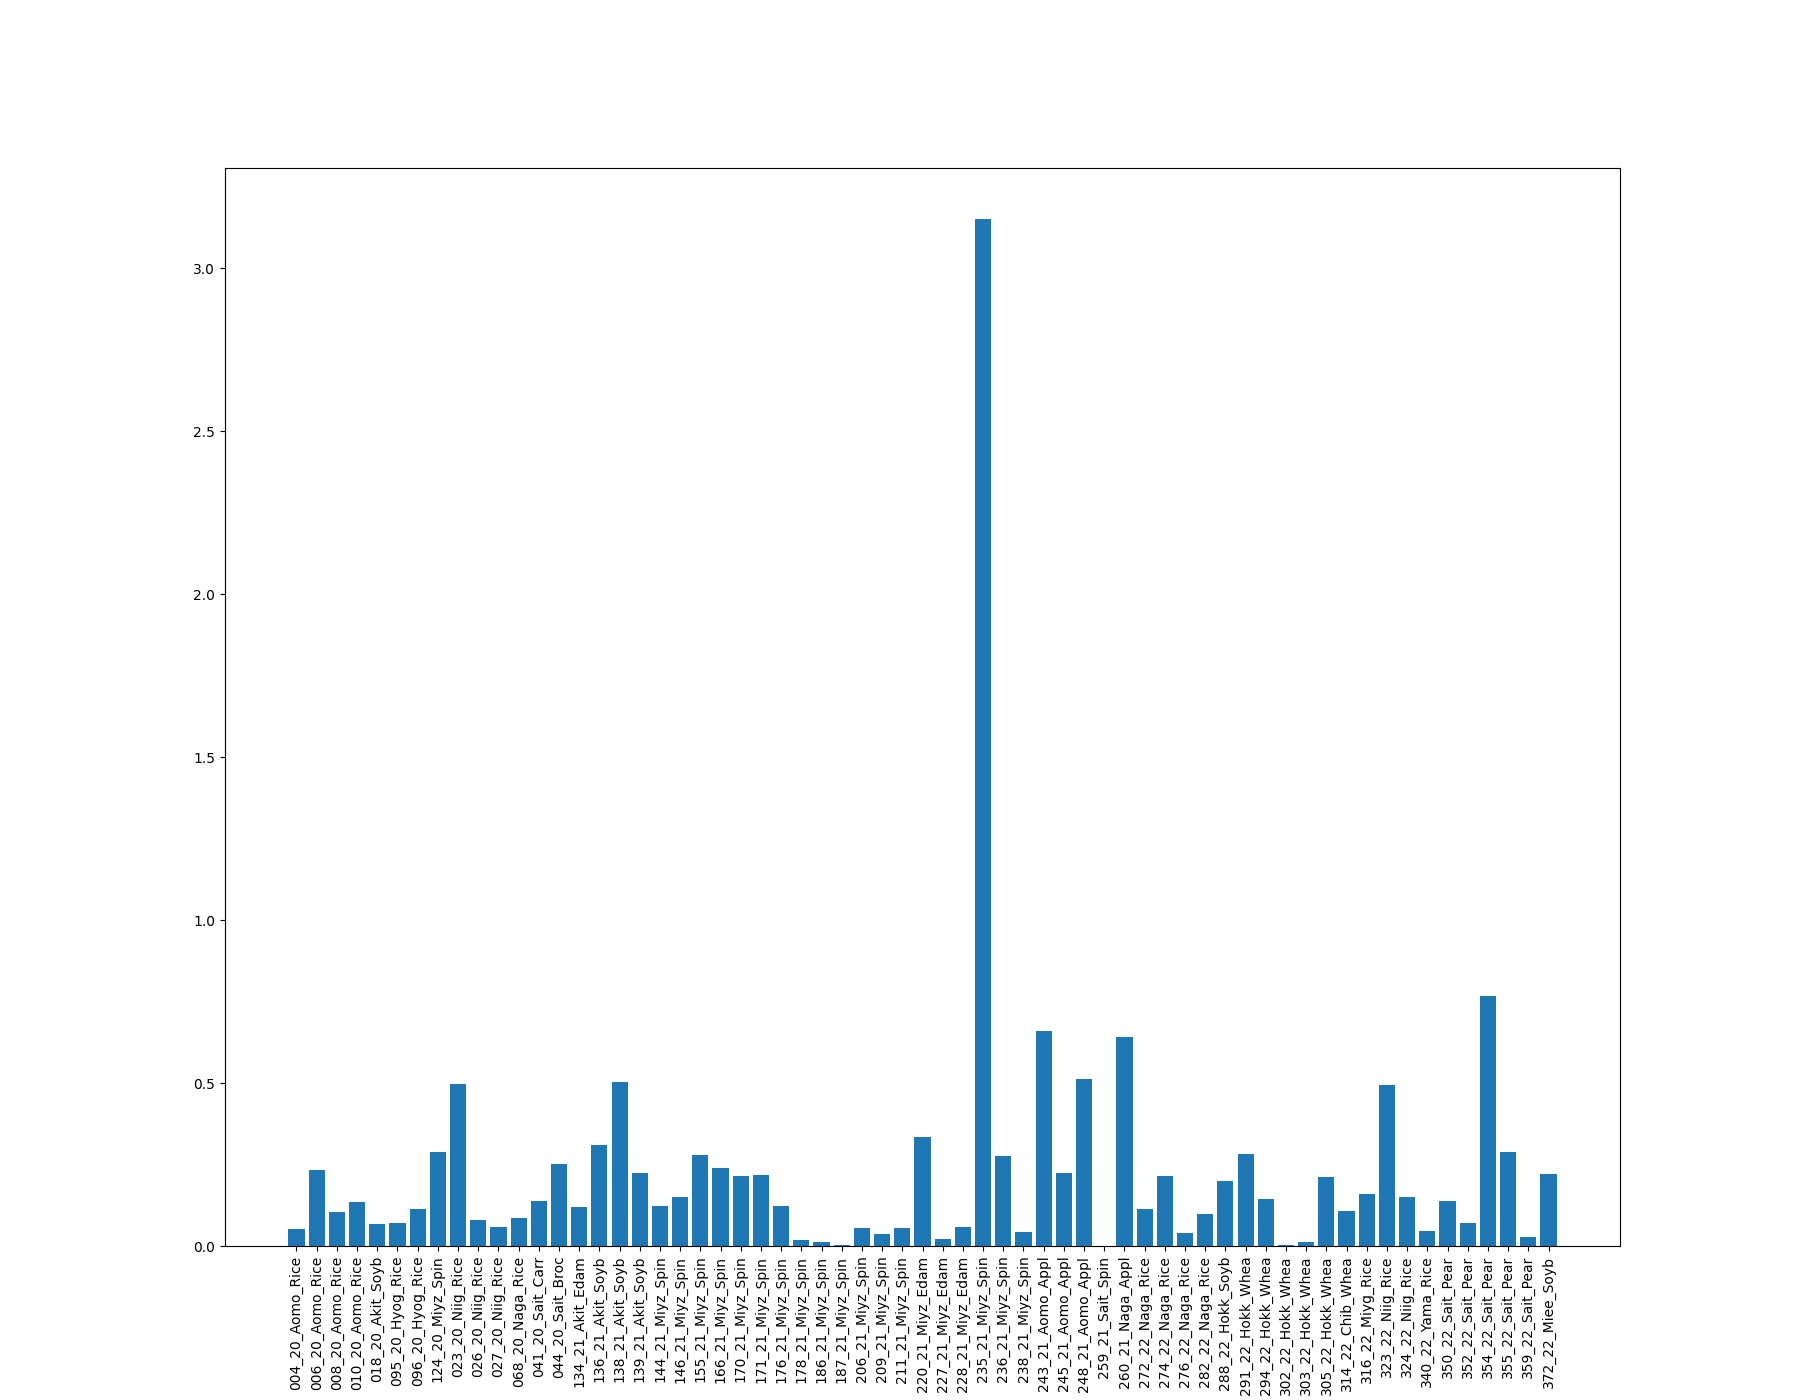 3.0
2.5
2.0
1.5
1.0
0.5
0.0
004_20_Aomo_Rice
006_20_Aomo_Rice
008_20_Aomo_Rice
010_20_Aomo_Rice
018_20_Akit_Soyb
095_20_Hyog_Rice
096_20_Hyog_Rice
124_20_Miyz_Spin
023_20_Niig_Rice
026_20_Niig_Rice
027_20_Niig_Rice
068_20_Naga_Rice
041_20_Sait_Carr
044_20_Sait_Broc
134_21_Akit_Edam
136_21_Akit_Soyb
138_21_Akit_Soyb
139_21_Akit_Soyb
144_21_Miyz_Spin
146_21_Miyz_Spin
155_21_Miyz_Spin
166_21_Miyz_Spin
170_21_Miyz_Spin
171_21_Miyz_Spin
176_21_Miyz_Spin
178_21_Miyz_Spin
186_21_Miyz_Spin
187_21_Miyz_Spin
206_21_Miyz_Spin
209_21_Miyz_Spin
211_21_Miyz_Spin
220_21_Miyz_Edam
227_21_Miyz_Edam
228_21_Miyz_Edam
235_21_Miyz_Spin
236_21_Miyz_Spin
238_21_Miyz_Spin
243_21_Aomo_Appl
245_21_Aomo_Appl
248_21_Aomo_Appl
259_21_Sait_Spin
260_21_Naga_Appl
272_22_Naga_Rice
274_22_Naga_Rice
276_22_Naga_Rice
282_22_Naga_Rice
288_22_Hokk_Soyb
291_22_Hokk_Whea
294_22_Hokk_Whea
302_22_Hokk_Whea
303_22_Hokk_Whea
305_22_Hokk_Whea
314_22_Chib_Whea
316_22_Miyg_Rice
323_22_Niig_Rice
324_22_Niig_Rice
340_22_Yama_Rice
350_22_Sait_Pear
352_22_Sait_Pear
354_22_Sait_Pear
355_22_Sait_Pear
359_22_Sait_Pear
372_22_Miee_Soyb